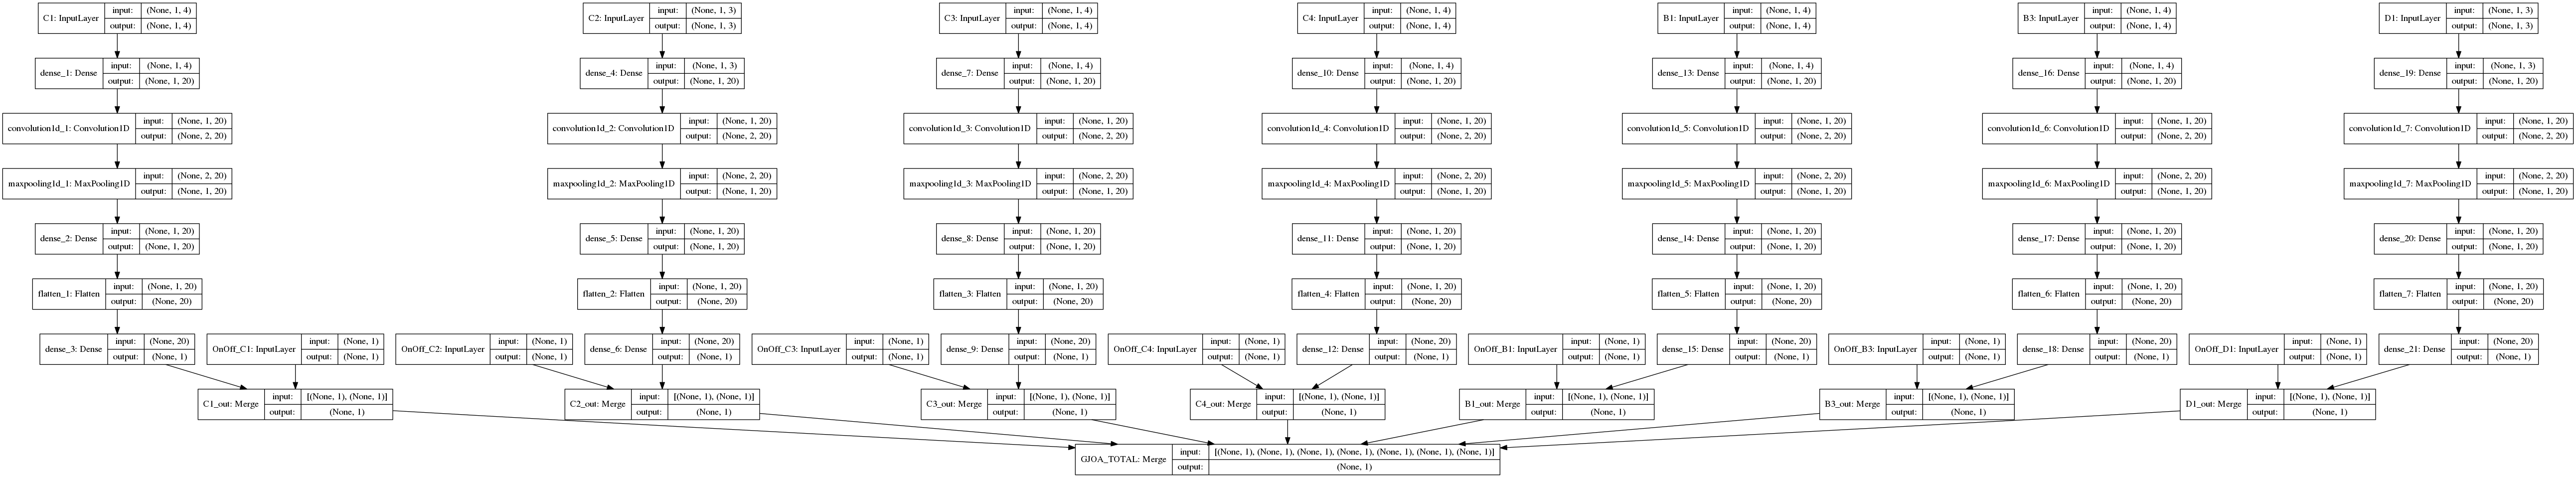 C1: InputLayer input: (None, 1, 4) output: (None, 1, 4)
C2: InputLayer input: (None, 1, 3) output: (None, 1, 3)
C3: InputLayer input: (None, 1, 4) output: (None, 1, 4)
C4: InputLayer input: (None, 1, 4) output: (None, 1, 4)
B1: InputLayer input: (None, 1, 4) output: (None, 1, 4)
B3: InputLayer input: (None, 1, 4) output: (None, 1, 4)
D1: InputLayer input: (None, 1, 3) output: (None, 1, 3)
dense_1: Dense input: (None, 1, 4) output: (None, 1, 20)
dense_4: Dense input: (None, 1, 3) output: (None, 1, 20)
dense_7: Dense input: (None, 1, 4) output: (None, 1, 20)
dense_10: Dense input: (None, 1, 4) output: (None, 1, 20)
dense_13: Dense input: (None, 1, 4) output: (None, 1, 20)
dense_16: Dense input: (None, 1, 4) output: (None, 1, 20)
dense_19: Dense input: (None, 1, 3) output: (None, 1, 20)
convolution1d_1: Convolution1D input: (None, 1, 20) output: (None, 2, 20)
convolution1d_2: Convolution1D input: (None, 1, 20) output: (None, 2, 20)
convolution1d_3: Convolution1D input: (None, 1, 20) output: (None, 2, 20)
convolution1d_4: Convolution1D input: (None, 1, 20) output: (None, 2, 20)
convolution1d_5: Convolution1D input: (None, 1, 20) output: (None, 2, 20)
convolution1d_6: Convolution1D input: (None, 1, 20) output: (None, 2, 20)
convolution1d_7: Convolution1D input: (None, 1, 20) output: (None, 2, 20)
maxpooling1d_1: MaxPooling1D input: (None, 2, 20) output: (None, 1, 20)
maxpooling1d_2: MaxPooling1D input: (None, 2, 20) output: (None, 1, 20)
maxpooling1d_3: MaxPooling1D input: (None, 2, 20) output: (None, 1, 20)
maxpooling1d_4: MaxPooling1D input: (None, 2, 20) output: (None, 1, 20)
maxpooling1d_5: MaxPooling1D input: (None, 2, 20) output: (None, 1, 20)
maxpooling1d_6: MaxPooling1D input: (None, 2, 20) output: (None, 1, 20)
maxpooling1d_7: MaxPooling1D input: (None, 2, 20) output: (None, 1, 20)
dense_2: Dense input: (None, 1, 20) output: (None, 1, 20)
dense_5: Dense input: (None, 1, 20) output: (None, 1, 20)
dense_8: Dense input: (None, 1, 20) output: (None, 1, 20)
dense_11: Dense input: (None, 1, 20) output: (None, 1, 20)
dense_14: Dense input: (None, 1, 20) output: (None, 1, 20)
dense_17: Dense input: (None, 1, 20) output: (None, 1, 20)
dense_20: Dense input: (None, 1, 20) output: (None, 1, 20)
flatten_1: Flatten input: (None, 1, 20) output: (None, 20)
flatten_2: Flatten input: (None, 1, 20) output: (None, 20)
flatten_3: Flatten input: (None, 1, 20) output: (None, 20)
flatten_4: Flatten input: (None, 1, 20) output: (None, 20)
flatten_5: Flatten input: (None, 1, 20) output: (None, 20)
flatten_6: Flatten input: (None, 1, 20) output: (None, 20)
flatten_7: Flatten input: (None, 1, 20) output: (None, 20)
dense_3: Dense input: (None, 20) output: (None, 1)
OnOff_C1: InputLayer input: (None, 1) output: (None, 1)
OnOff_C2: InputLayer input: (None, 1) output: (None, 1)
dense_6: Dense input: (None, 20) output: (None, 1)
OnOff_C3: InputLayer input: (None, 1) output: (None, 1)
dense_9: Dense input: (None, 20) output: (None, 1)
OnOff_C4: InputLayer input: (None, 1) output: (None, 1)
dense_12: Dense input: (None, 20) output: (None, 1)
OnOff_B1: InputLayer input: (None, 1) output: (None, 1)
dense_15: Dense input: (None, 20) output: (None, 1)
OnOff_B3: InputLayer input: (None, 1) output: (None, 1)
dense_18: Dense input: (None, 20) output: (None, 1)
OnOff_D1: InputLayer input: (None, 1) output: (None, 1)
dense_21: Dense input: (None, 20) output: (None, 1)
C1_out: Merge input: [(None, 1), (None, 1)] output: (None, 1)
C2_out: Merge input: [(None, 1), (None, 1)] output: (None, 1)
C3_out: Merge input: [(None, 1), (None, 1)] output: (None, 1)
C4_out: Merge input: [(None, 1), (None, 1)] output: (None, 1)
B1_out: Merge input: [(None, 1), (None, 1)] output: (None, 1)
B3_out: Merge input: [(None, 1), (None, 1)] output: (None, 1)
D1_out: Merge input: [(None, 1), (None, 1)] output: (None, 1)
GJOA_TOTAL: Merge input: [(None, 1), (None, 1), (None, 1), (None, 1), (None, 1), (None, 1), (None, 1)] output: (None, 1)